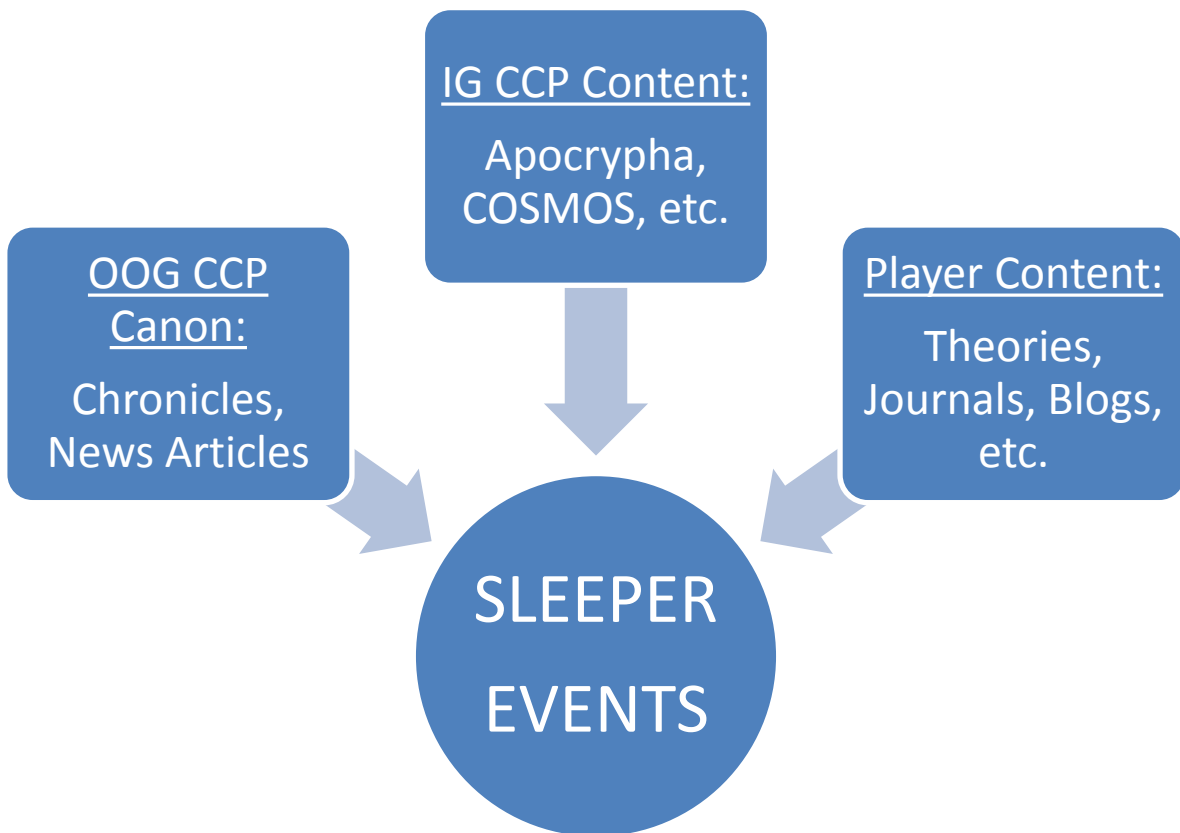 IG CCP Content:
Apocrypha,
COSMOS, etc.
OOG CCP
Canon:
Chronicles,
News Articles
Player Content:
Theories,
Journals, Blogs,
etc.
SLEEPER
EVENTS